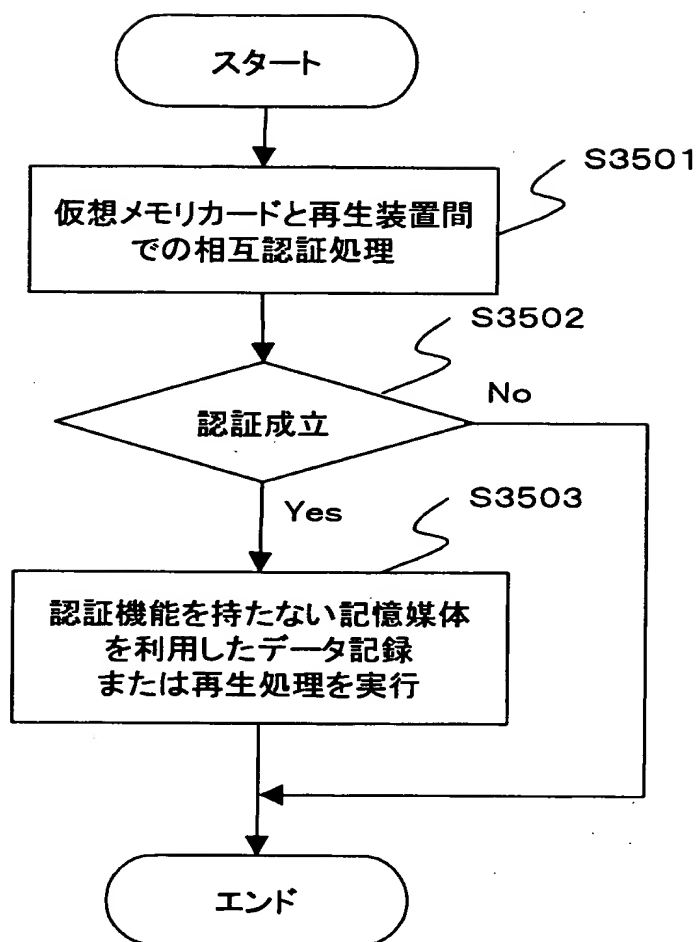 スタート
S3501
仮想メモリカードと再生装置間
での相互認証処理
S3502
認証成立
No
Yes
S3503
認証機能を持たない記憶媒体
を利用したデータ記録
または再生処理を実行
エンド